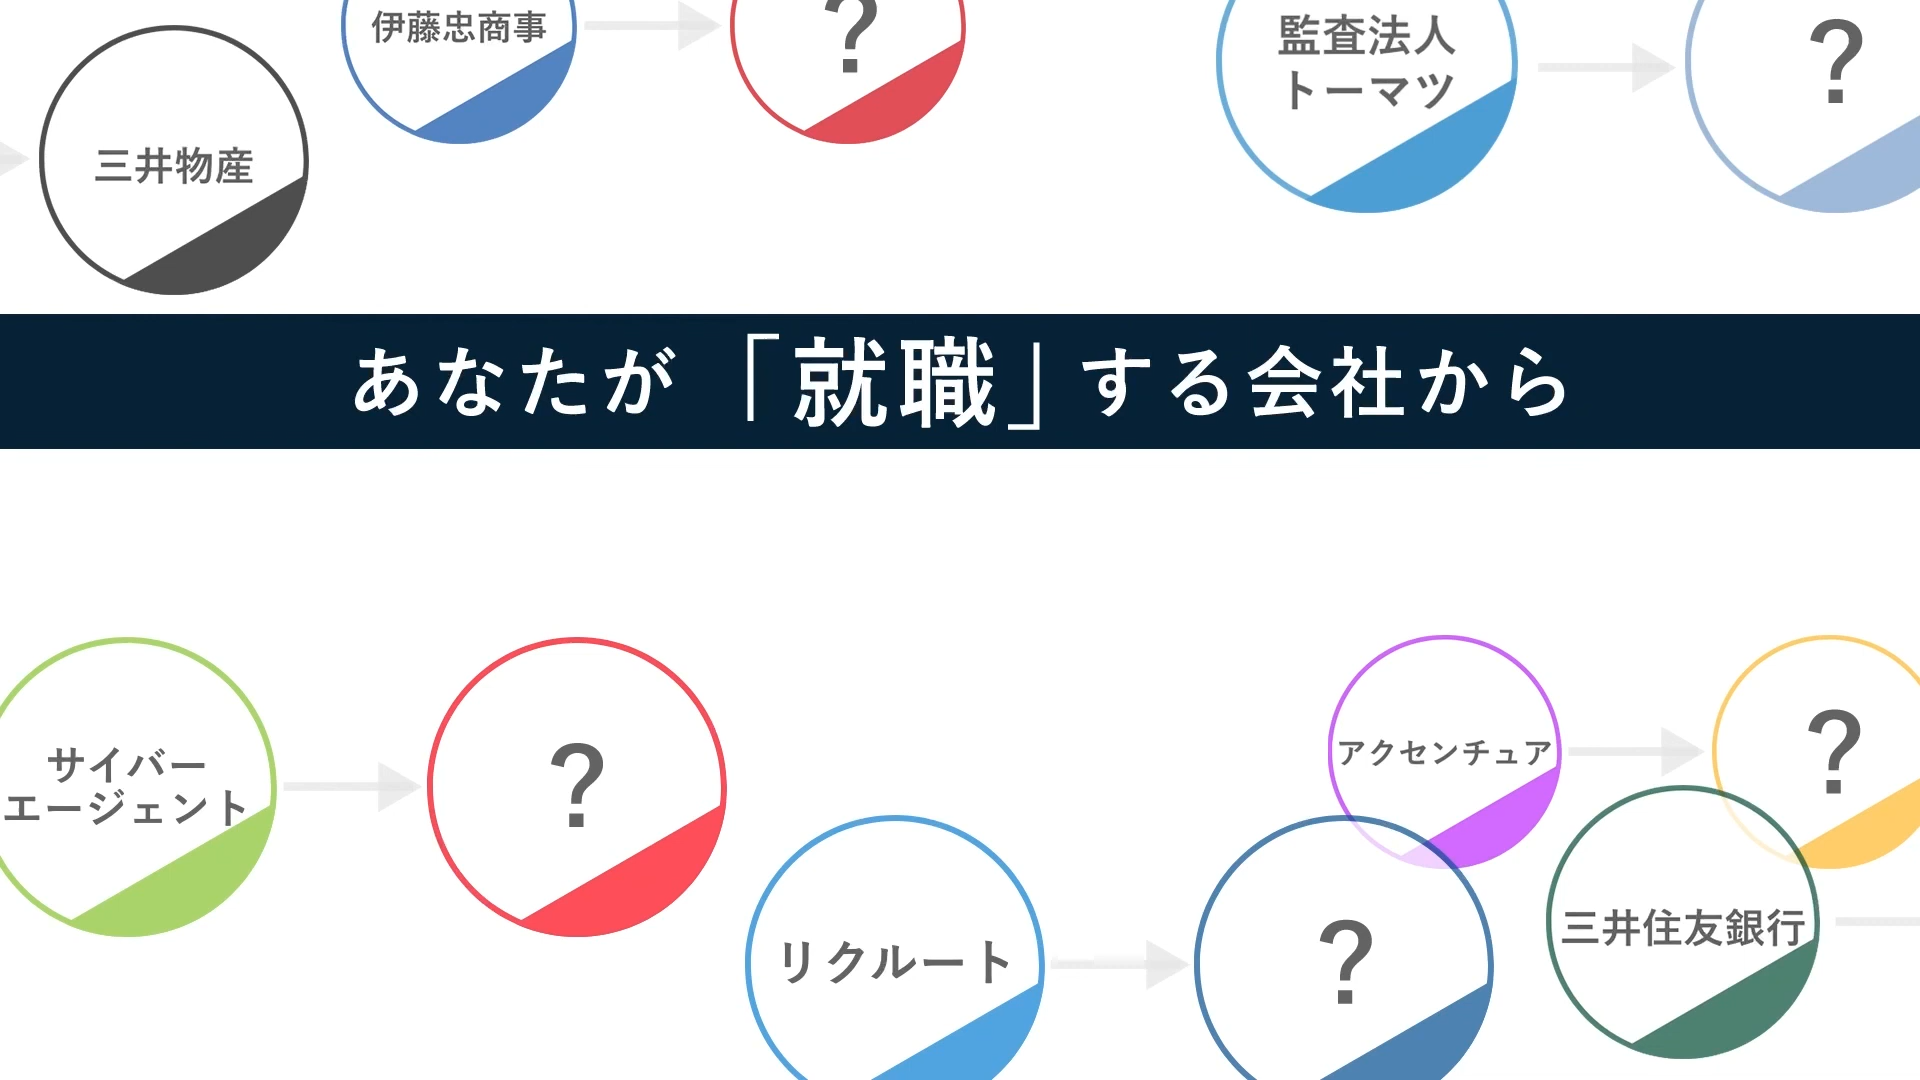 伊藤忠商事
?
監査法人
トーマツ
?
三井物産
あなたが「就職」する会社から
サイバー
エージェント
?
アクセンチュア
?
リクルート
?
三井住友銀行